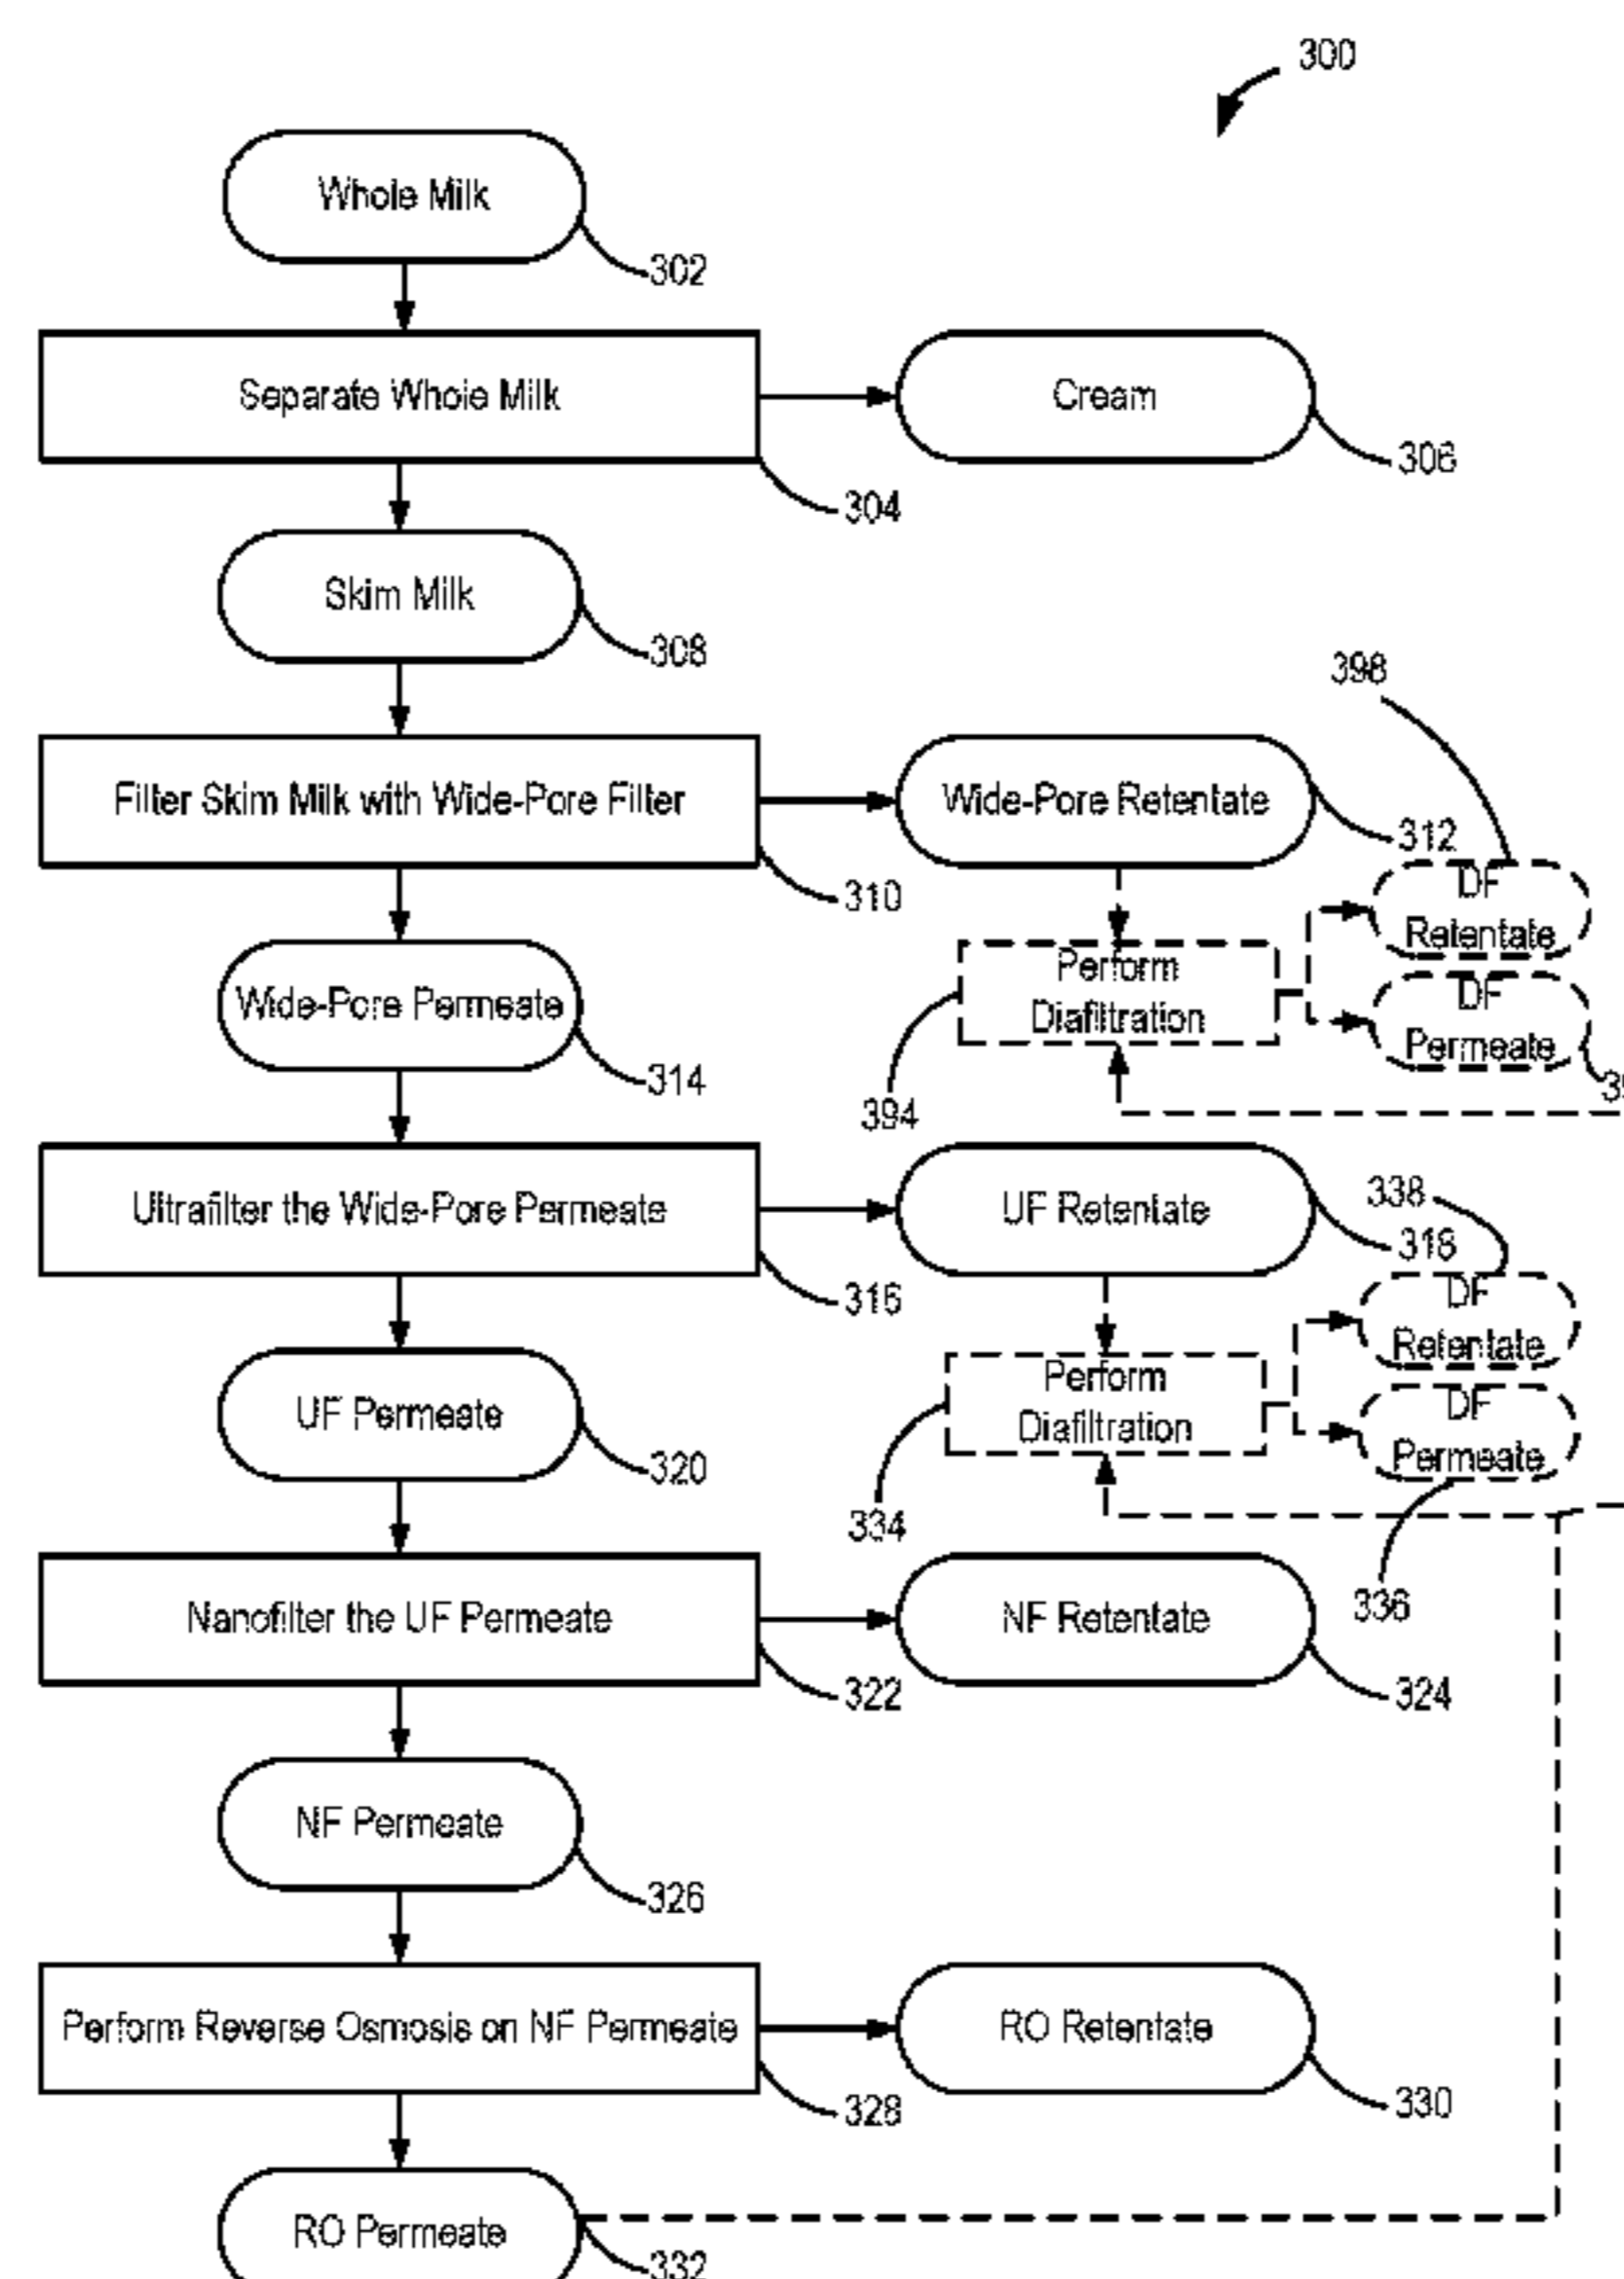 300
Whole Milk
302
Separate Whole Milk
Cream
304
306
Skim Milk
308
398
Filter Skim Milk with Wide-Pore Filter
Wide-Pore Retentate
310
312
DF
Retentate
Perform
Diafiltration
DF
Permeate
Wide-Pore Permeate
314
394
Ultrafilter the Wide-Pore Permeate
UF Retentate
338
316
318
DF
Retentate
Perform
Diafiltration
DF
Permeate
UF Permeate
320
334
336
Nanofilter the UF Permeate
NF Retentate
322
324
NF Permeate
326
Perform Reverse Osmosis on NF Permeate
RO Retentate
328
330
RO Permeate
332